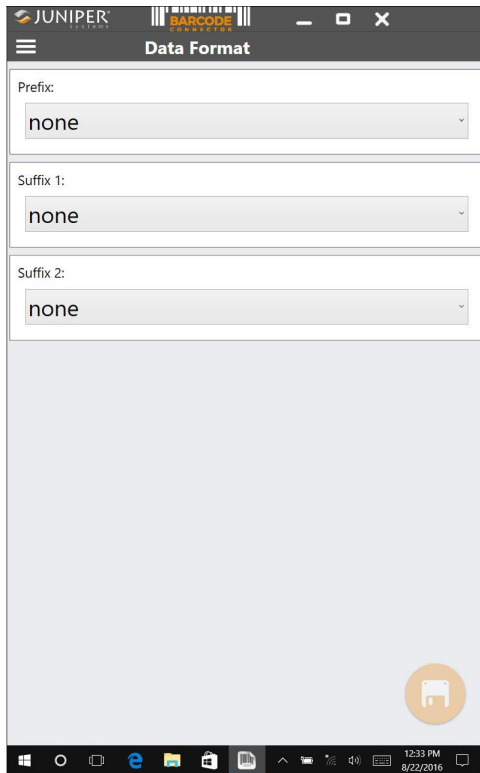 JUNIPER
systems
BARCODE
CONNECTOR
Data Format
Prefix:
none
Suffix 1:
none
Suffix 2:
none
12:33 PM
8/22/2016